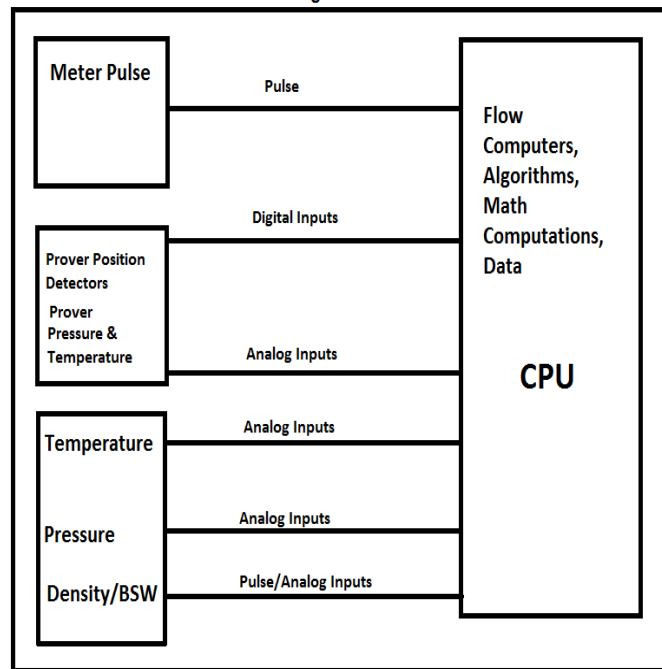 Meter Pulse
Pulse
Flow
Computers,
Algorithms,
Math
Computations,
Data
CPU
Digital Inputs
Prover Position
Detectors
Prover
Pressure &
Temperature
Analog Inputs
Temperature
Analog Inputs
Pressure
Analog Inputs
Density/BSW
Pulse/Analog Inputs